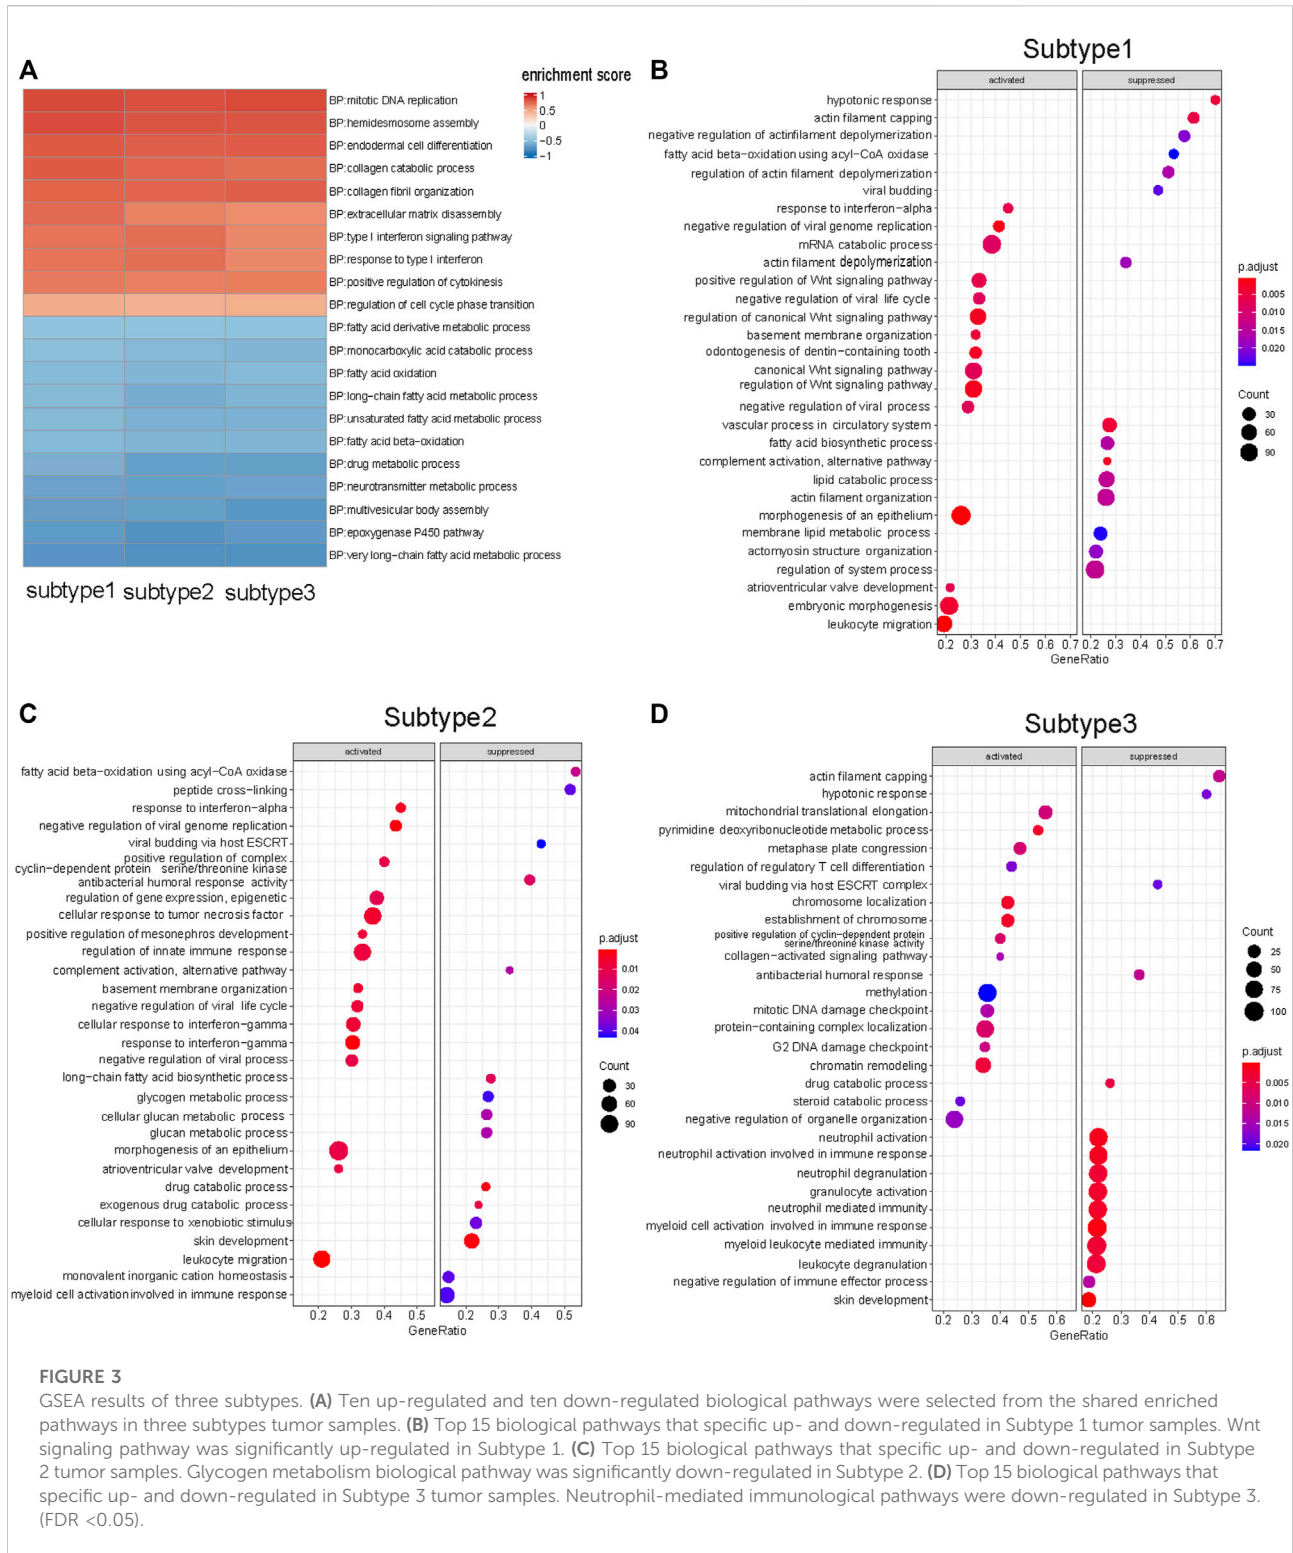 A
enrichment score
1
0.5
0
−0.5
−1
BP:mitotic DNA replication
BP:hemidesmosome assembly
BP:endodermal cell differentiation
BP:collagen catabolic process
BP:collagen fibril organization
BP:extracellular matrix disassembly
BP:type I interferon signaling pathway
BP:response to type I interferon
BP:positive regulation of cytokinesis
BP:regulation of cell cycle phase transition
BP:fatty acid derivative metabolic process
BP:monocarboxylic acid catabolic process
BP:fatty acid oxidation
BP:long−chain fatty acid metabolic process
BP:unsaturated fatty acid metabolic process
BP:fatty acid beta−oxidation
BP:drug metabolic process
BP:neurotransmitter metabolic process
BP:multivesicular body assembly
BP:epoxygenase P450 pathway
BP:very long−chain fatty acid metabolic process
subtype1 subtype2 subtype3
B
Subtype1
activated suppressed
hypotonic response
actin filament capping
negative regulation of actinfilament depolymerization
fatty acid beta−oxidation using acyl−CoA oxidase
regulation of actin filament depolymerization
viral budding
response to interferon−alpha
negative regulation of viral genome replication
mRNA catabolic process
actin filament depolymerization
positive regulation of Wnt signaling pathway
negative regulation of viral life cycle
regulation of canonical Wnt signaling pathway
basement membrane organization
odontogenesis of dentin−containing tooth
canonical Wnt signaling pathway
regulation of Wnt signaling pathway
negative regulation of viral process
vascular process in circulatory system
fatty acid biosynthetic process
complement activation, alternative pathway
lipid catabolic process
actin filament organization
morphogenesis of an epithelium
membrane lipid metabolic process
actomyosin structure organization
regulation of system process
atrioventricular valve development
embryonic morphogenesis
leukocyte migration
0.2 0.3 0.4 0.5 0.6 0.7 0.2 0.3 0.4 0.5 0.6 0.7
GeneRatio
p.adjust
0.005
0.010
0.015
0.020
Count
30
60
90
C
Subtype2
activated suppressed
fatty acid beta−oxidation using acyl−CoA oxidase
peptide cross−linking
response to interferon−alpha
negative regulation of viral genome replication
viral budding via host ESCRT
positive regulation of complex
cyclin−dependent protein serine/threonine kinase
antibacterial humoral response activity
regulation of gene expression, epigenetic
cellular response to tumor necrosis factor
positive regulation of mesonephros development
regulation of innate immune response
complement activation, alternative pathway
basement membrane organization
negative regulation of viral life cycle
cellular response to interferon−gamma
response to interferon−gamma
negative regulation of viral process
long−chain fatty acid biosynthetic process
glycogen metabolic process
cellular glucan metabolic process
glucan metabolic process
morphogenesis of an epithelium
atrioventricular valve development
drug catabolic process
exogenous drug catabolic process
cellular response to xenobiotic stimulus
skin development
leukocyte migration
monovalent inorganic cation homeostasis
myeloid cell activation involved in immune response
0.2 0.3 0.4 0.5 0.2 0.3 0.4 0.5
GeneRatio
p.adjust
0.01
0.02
0.03
0.04
Count
30
60
90
D
Subtype3
activated suppressed
actin filament capping
hypotonic response
mitochondrial translational elongation
pyrimidine deoxyribonucleotide metabolic process
metaphase plate congression
regulation of regulatory T cell differentiation
viral budding via host ESCRT complex
chromosome localization
establishment of chromosome
positive regulation of cyclin−dependent protein
serine/threonine kinase activity
collagen−activated signaling pathway
antibacterial humoral response
methylation
mitotic DNA damage checkpoint
protein−containing complex localization
G2 DNA damage checkpoint
chromatin remodeling
drug catabolic process
steroid catabolic process
negative regulation of organelle organization
neutrophil activation
neutrophil activation involved in immune response
neutrophil degranulation
granulocyte activation
neutrophil mediated immunity
myeloid cell activation involved in immune response
myeloid leukocyte mediated immunity
leukocyte degranulation
negative regulation of immune effector process
skin development
0.2 0.3 0.4 0.5 0.6 0.2 0.3 0.4 0.5 0.6
GeneRatio
Count
25
50
75
100
p.adjust
0.005
0.010
0.015
0.020
FIGURE 3
GSEA results of three subtypes. (A) Ten up-regulated and ten down-regulated biological pathways were selected from the shared enriched
pathways in three subtypes tumor samples. (B) Top 15 biological pathways that specific up- and down-regulated in Subtype 1 tumor samples. Wnt
signaling pathway was significantly up-regulated in Subtype 1. (C) Top 15 biological pathways that specific up- and down-regulated in Subtype
2 tumor samples. Glycogen metabolism biological pathway was significantly down-regulated in Subtype 2. (D) Top 15 biological pathways that
specific up- and down-regulated in Subtype 3 tumor samples. Neutrophil-mediated immunological pathways were down-regulated in Subtype 3.
(FDR <0.05).